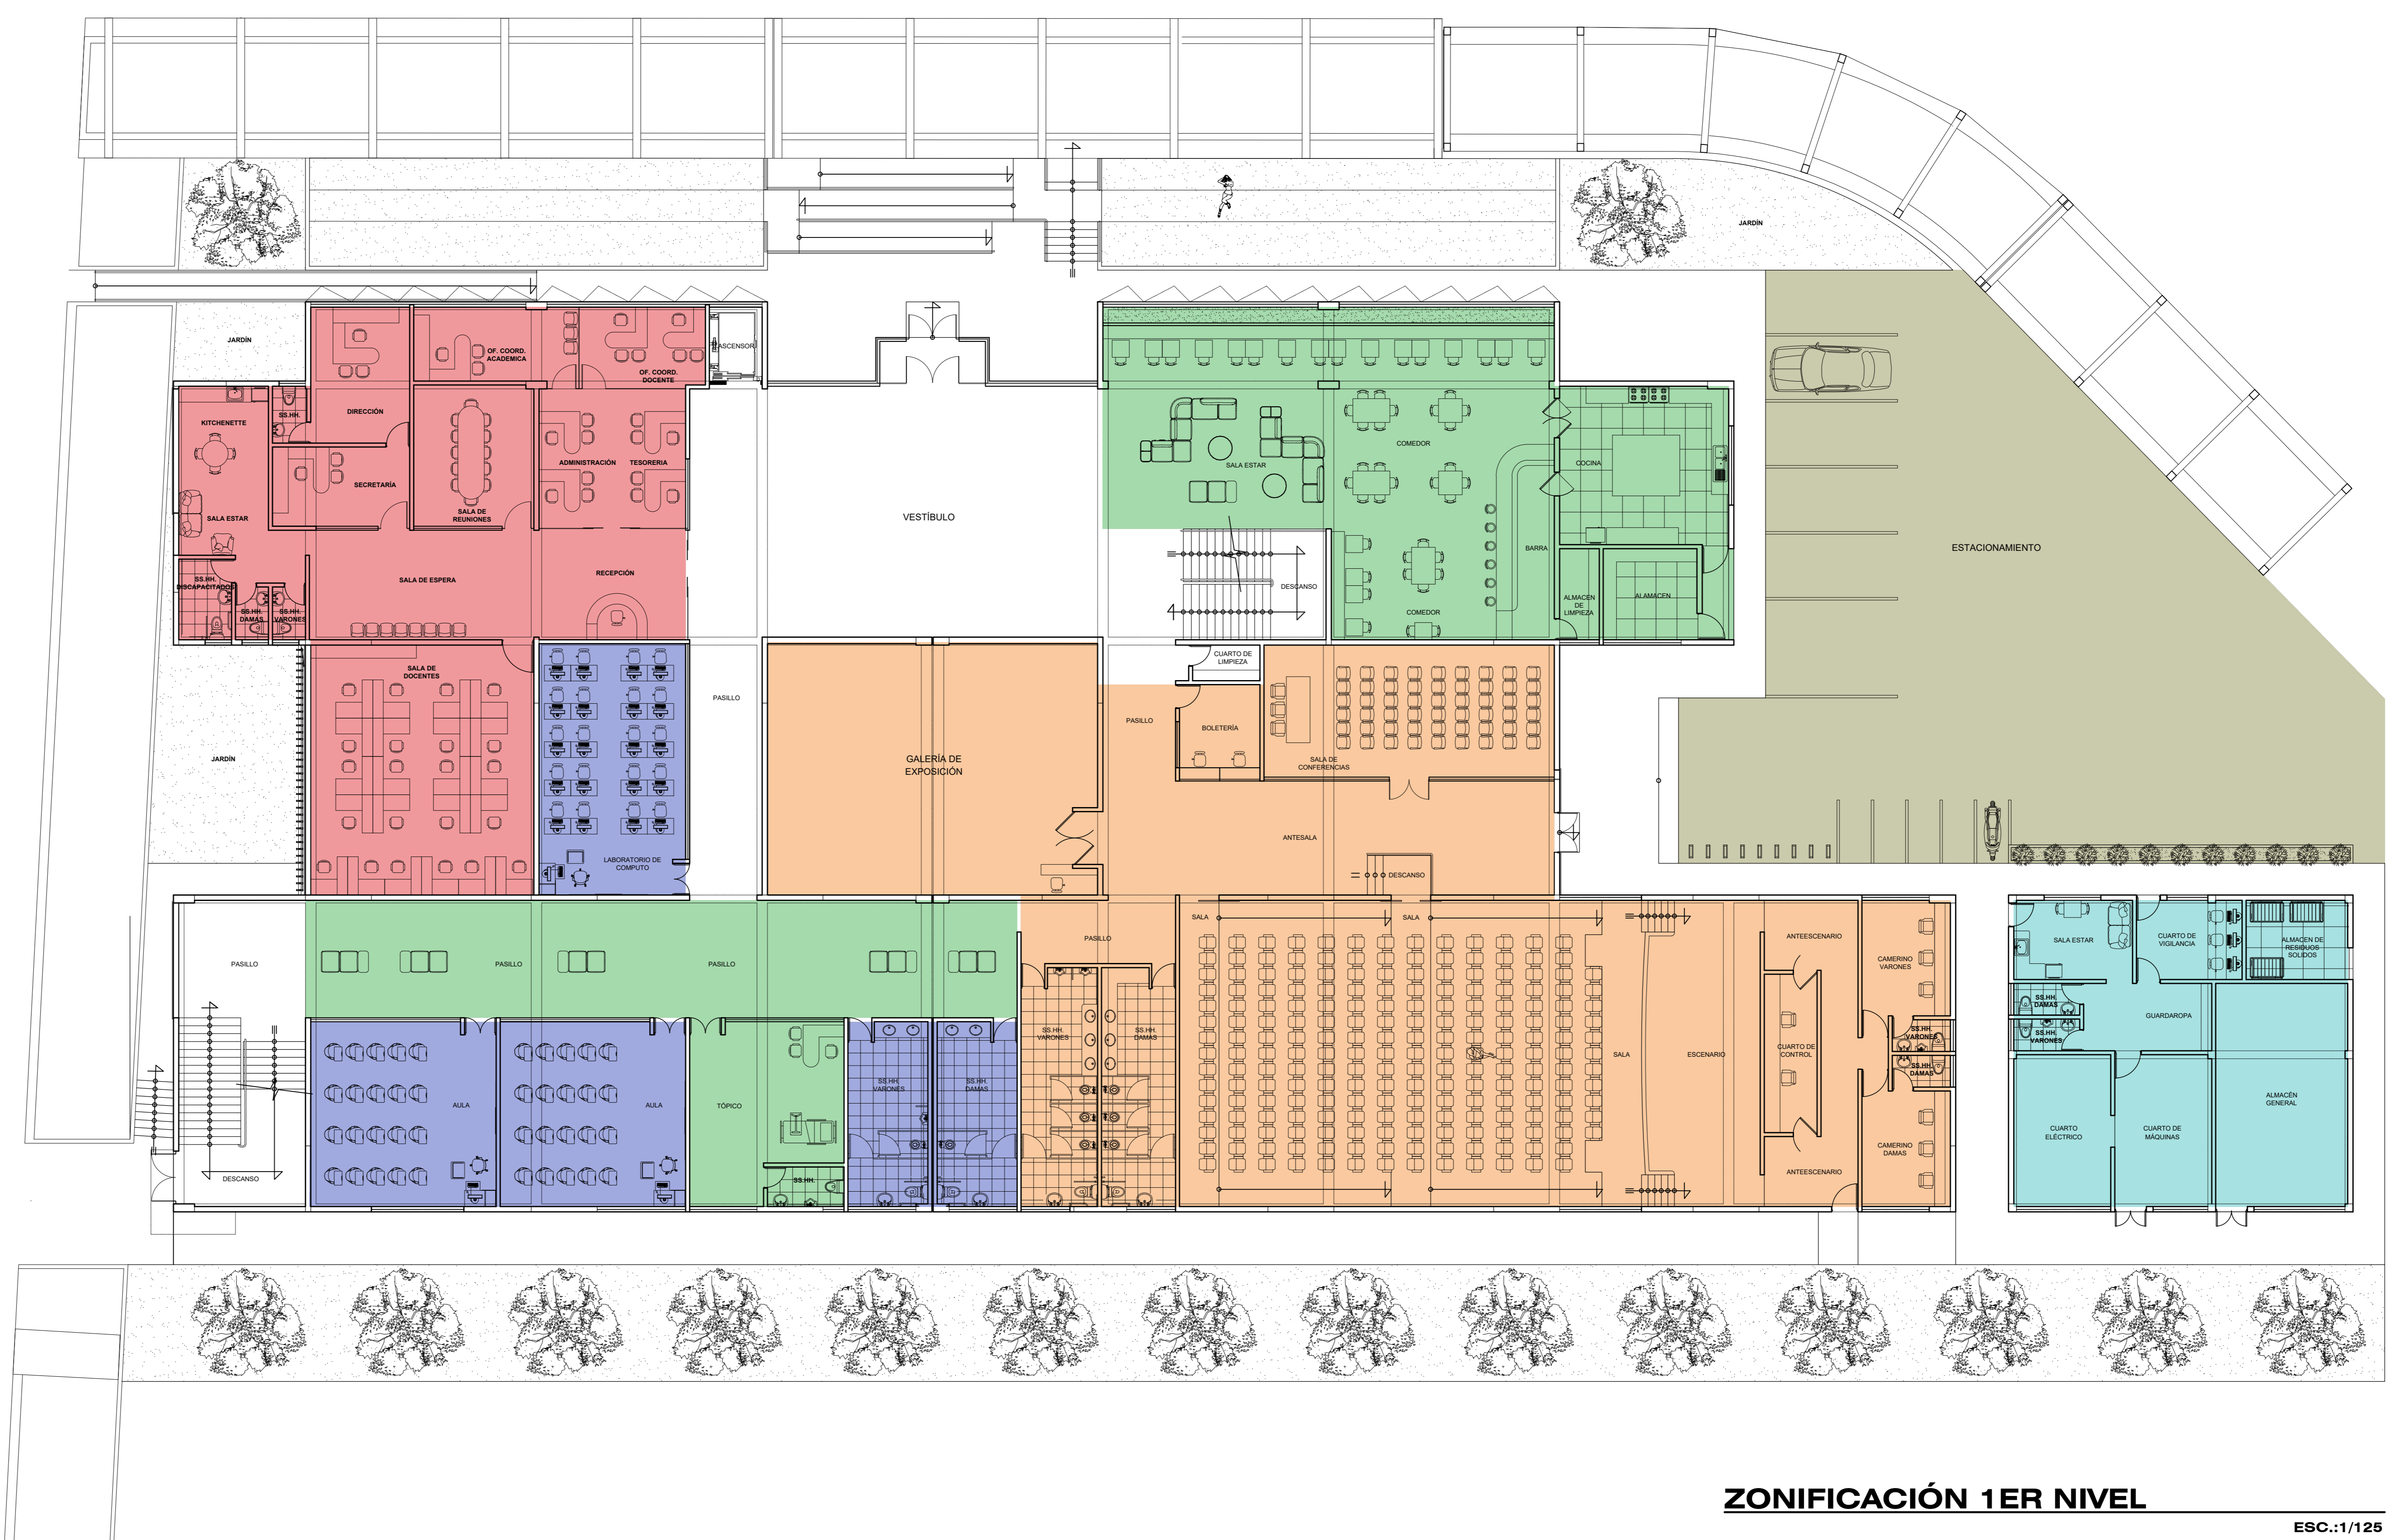 JARDÍN
JARDÍN
OF. COORD.
ACADEMICA
OF. COORD.
DOCENTE
ASCENSOR
KITCHENETTE
SS.HH.
DIRECCIÓN
ADMINISTRACIÓN
TESORERIA
SECRETARÍA
SALA DE
REUNIONES
SALA ESTAR
VESTÍBULO
SALA ESTAR
COMEDOR
COCINA
BARRA
ESTACIONAMIENTO
SS.HH.
DISCAPACITADOS
SS.HH.
DAMAS
SS.HH.
VARONES
SALA DE ESPERA
RECEPCIÓN
DESCANSO
COMEDOR
ALMACEN
DE
LIMPIEZA
ALAMACEN
SALA DE
DOCENTES
PASILLO
CUARTO DE
LIMPIEZA
PASILLO
BOLETERÍA
JARDÍN
GALERÍA DE
EXPOSICIÓN
SALA DE
CONFERENCIAS
LABORATORIO DE
COMPUTO
ANTESALA
DESCANSO
SALA
SALA
PASILLO
PASILLO
PASILLO
PASILLO
ANTEESCENARIO
CAMERINO
VARONES
SALA ESTAR
CUARTO DE
VIGILANCIA
ALMACEN DE
RESIDUOS
SOLIDOS
SS.HH.
DAMAS
GUARDAROPA
SS.HH.
VARONES
SS.HH.
VARONES
SS.HH.
DAMAS
SS.HH.
VARONES
SS.HH.
DAMAS
SALA
ESCENARIO
CUARTO DE
CONTROL
SS.HH.
VARONES
SS.HH.
DAMAS
AULA
AULA
TÓPICO
ALMACÉN
GENERAL
CUARTO
ELÉCTRICO
CUARTO DE
MÁQUINAS
CAMERINO
DAMAS
ANTEESCENARIO
DESCANSO
SS.HH.
ZONIFICACIÓN 1ER NIVEL
ESC.:1/125